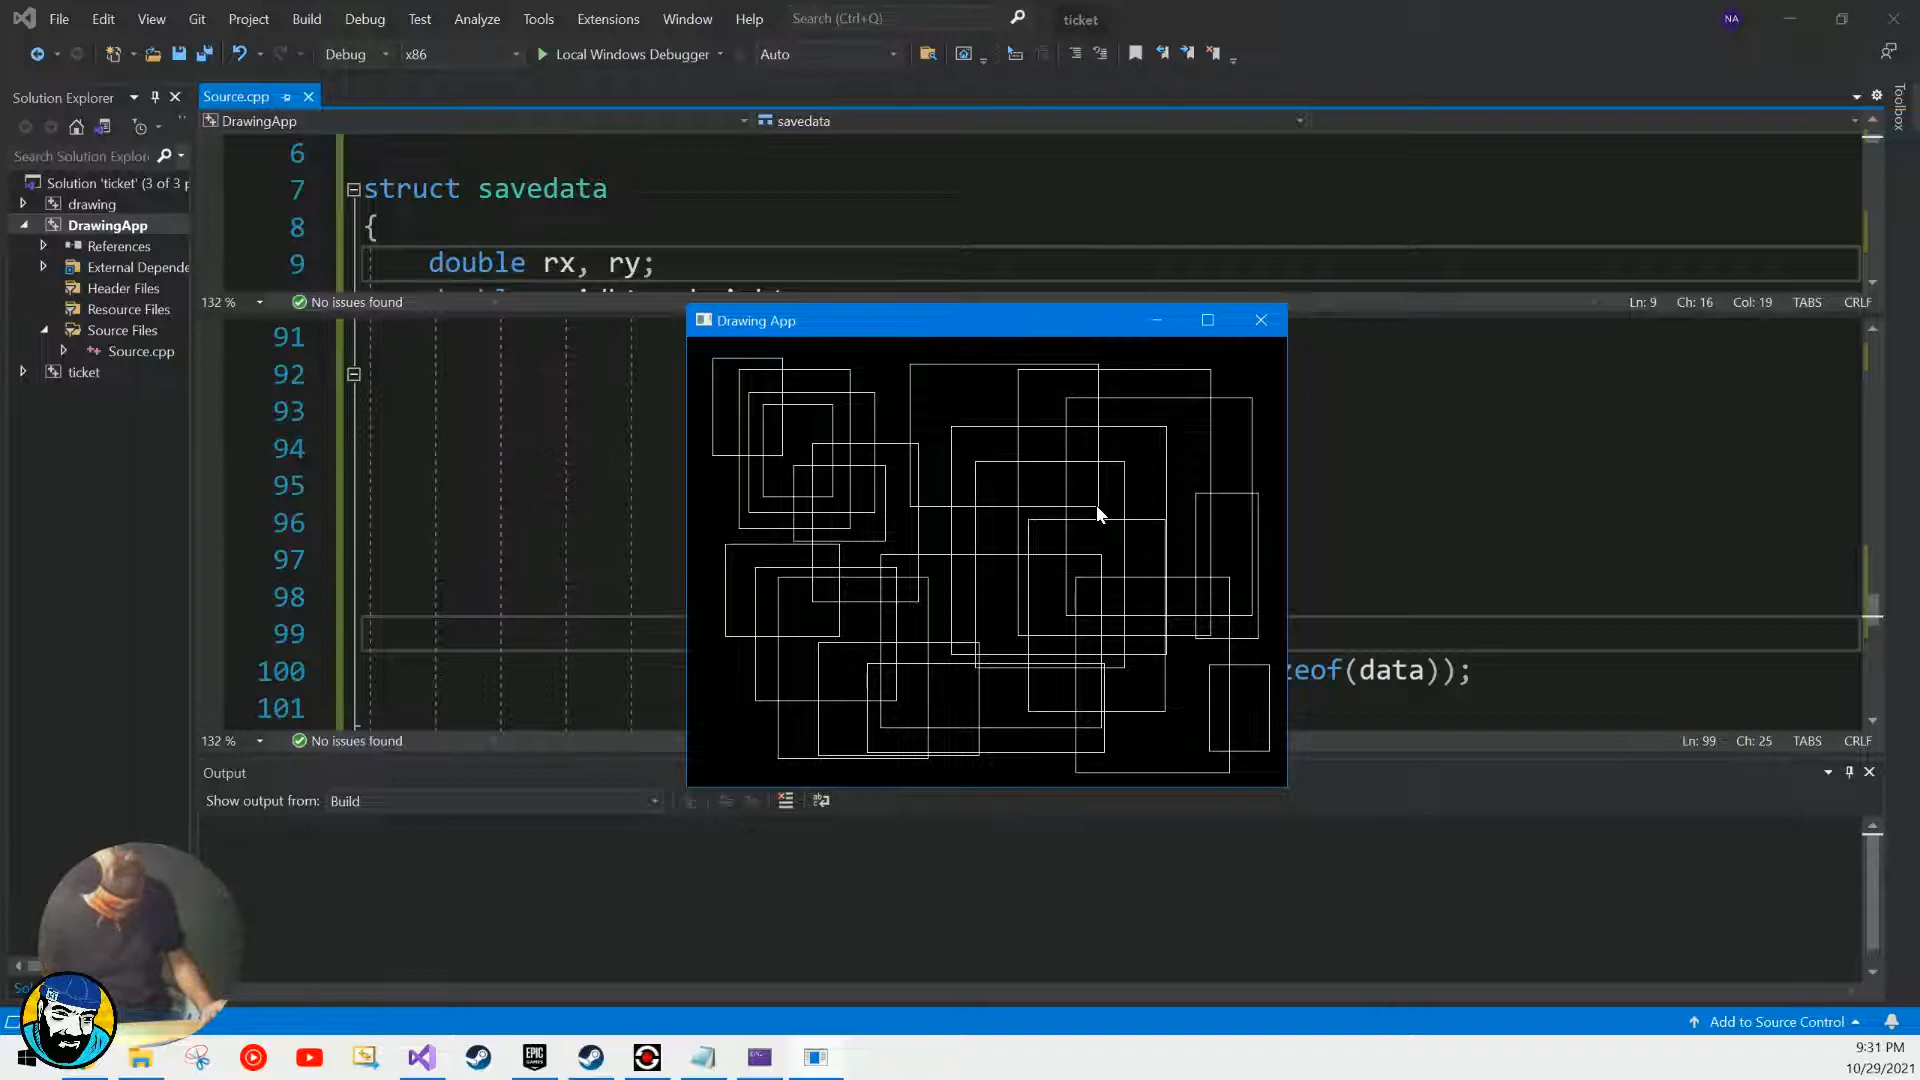 File Edit View Git Project Build Debug Test Analyze Tools Extensions Window Help Search (Ctrl+Q) ticket NA
Debug x86 Local Windows Debugger Auto
Solution Explorer
Search Solution Explor
Solution 'ticket' (3 of 3 p
drawing
DrawingApp
References
External Depende
Header Files
Resource Files
Source Files
Source.cpp
ticket
Source.cpp
DrawingApp savedata
6
7 struct savedata
8 {
9 double rx, ry;
132 % No issues found Ln: 9 Ch: 16 Col: 19 TABS CRLF
Drawing App
91
92
93
94
95
96
97
98
99
100 zeof(data));
101
132 % No issues found Ln: 99 Ch: 25 TABS CRLF
Output
Show output from: Build
Toolbox
Add to Source Control
EPIC GAMES
9:31 PM
10/29/2021